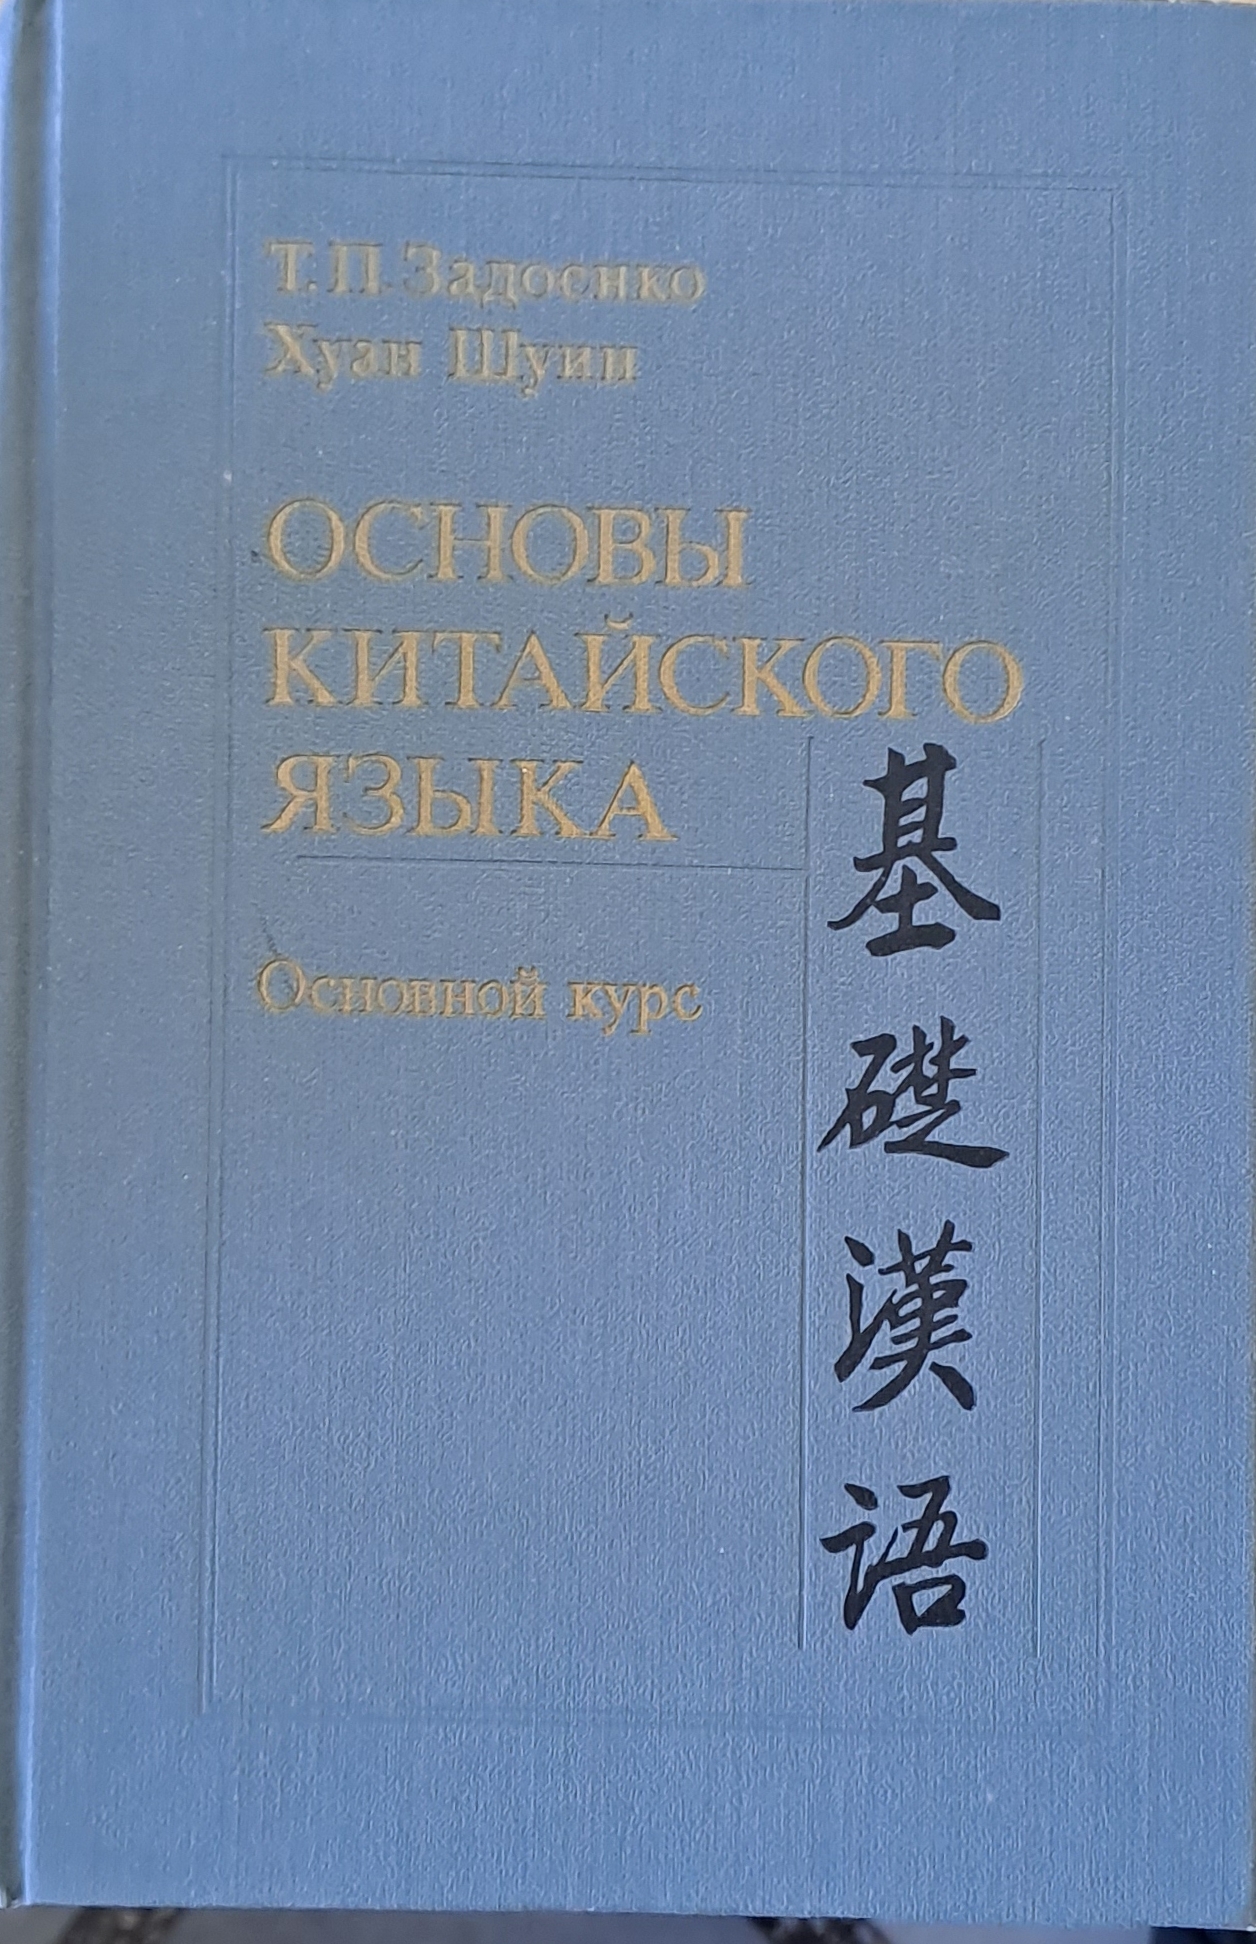 Т. П. Задоенко
Хуан Шуин
ОСНОВЫ
КИТАЙСКОГО
ЯЗЫКА
Основной курс
基礎漢語